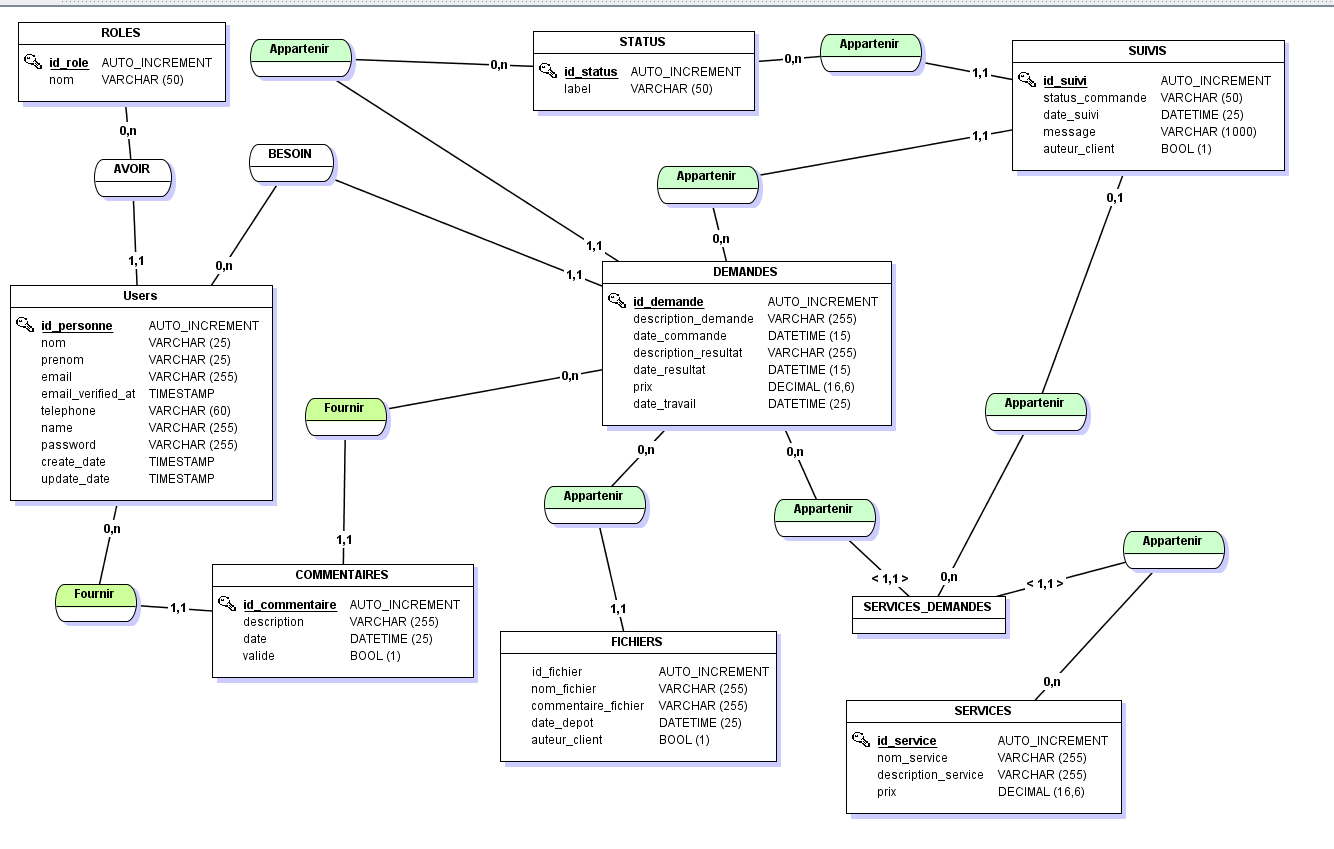 ROLES
id_role AUTO_INCREMENT
nom VARCHAR (50)
Appartenir
STATUS
id_status AUTO_INCREMENT
label VARCHAR (50)
Appartenir
SUIVIS
id_suivi AUTO_INCREMENT
status_commande VARCHAR (50)
date_suivi DATETIME (25)
message VARCHAR (1000)
auteur_client BOOL (1)
0,n
0,n
1,1
0,n
1,1
AVOIR
BESOIN
Appartenir
0,1
1,1
0,n
1,1
1,1
0,n
Users
id_personne AUTO_INCREMENT
nom VARCHAR (25)
prenom VARCHAR (25)
email VARCHAR (255)
email_verified_at TIMESTAMP
telephone VARCHAR (60)
name VARCHAR (255)
password VARCHAR (255)
create_date TIMESTAMP
update_date TIMESTAMP
DEMANDES
id_demande AUTO_INCREMENT
description_demande VARCHAR (255)
date_commande DATETIME (15)
description_resultat VARCHAR (255)
date_resultat DATETIME (15)
prix DECIMAL (16,6)
date_travail DATETIME (25)
0,n
Fournir
Appartenir
0,n
0,n
0,n
Appartenir
Appartenir
Appartenir
1,1
< 1,1 >
0,n
< 1,1 >
Fournir
1,1
COMMENTAIRES
id_commentaire AUTO_INCREMENT
description VARCHAR (255)
date DATETIME (25)
valide BOOL (1)
1,1
SERVICES_DEMANDES
FICHIERS
id_fichier AUTO_INCREMENT
nom_fichier VARCHAR (255)
commentaire_fichier VARCHAR (255)
date_depot DATETIME (25)
auteur_client BOOL (1)
0,n
SERVICES
id_service AUTO_INCREMENT
nom_service VARCHAR (255)
description_service VARCHAR (255)
prix DECIMAL (16,6)